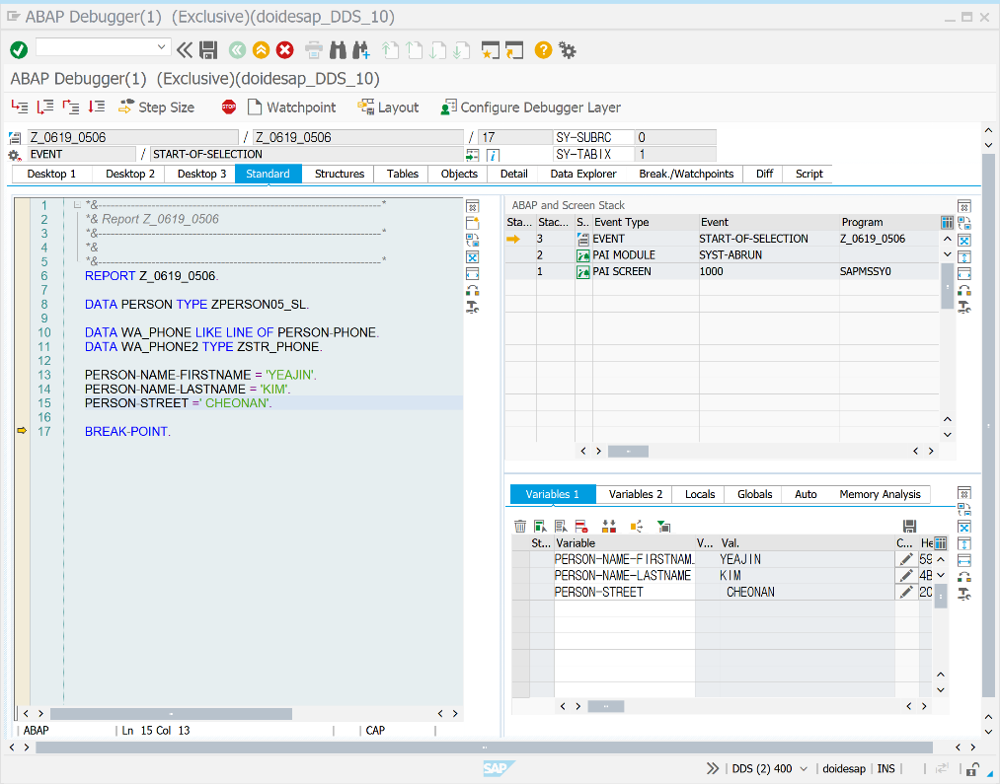 ABAP Debugger(1) (Exclusive)(doidesap_DDS_10)
ABAP Debugger(1) (Exclusive)(doidesap_DDS_10)
Step Size STOP Watchpoint Layout Configure Debugger Layer
Z_0619_0506 / Z_0619_0506 / 17 SY-SUBRC 0
EVENT / START-OF-SELECTION SY-TABIX 1
Desktop 1 Desktop 2 Desktop 3 Standard Structures Tables Objects Detail Data Explorer Break./Watchpoints Diff Script
1 *&---------------------------------------------------------------------*
2 *& Report Z_0619_0506
3 *&---------------------------------------------------------------------*
4 *&
5 *&---------------------------------------------------------------------*
6 REPORT Z_0619_0506.
7
8 DATA PERSON TYPE ZPERSON05_SL.
9
10 DATA WA_PHONE LIKE LINE OF PERSON-PHONE.
11 DATA WA_PHONE2 TYPE ZSTR_PHONE.
12
13 PERSON-NAME-FIRSTNAME = 'YEAJIN'.
14 PERSON-NAME-LASTNAME = 'KIM'.
15 PERSON-STREET =' CHEONAN'.
16
17 BREAK-POINT.
ABAP Ln 15 Col 13 CAP
ABAP and Screen Stack
Sta... Stac... S.. Event Type Event Program
3 EVENT START-OF-SELECTION Z_0619_0506
2 PAI MODULE SYST-ABRUN
1 PAI SCREEN 1000 SAPMSSY0
Variables 1 Variables 2 Locals Globals Auto Memory Analysis
St... Variable V... Val. C... He
PERSON-NAME-FIRSTNAM… YEAJIN 59
PERSON-NAME-LASTNAME KIM 4B
PERSON-STREET CHEONAN 20
SAP DDS (2) 400 doidesap INS